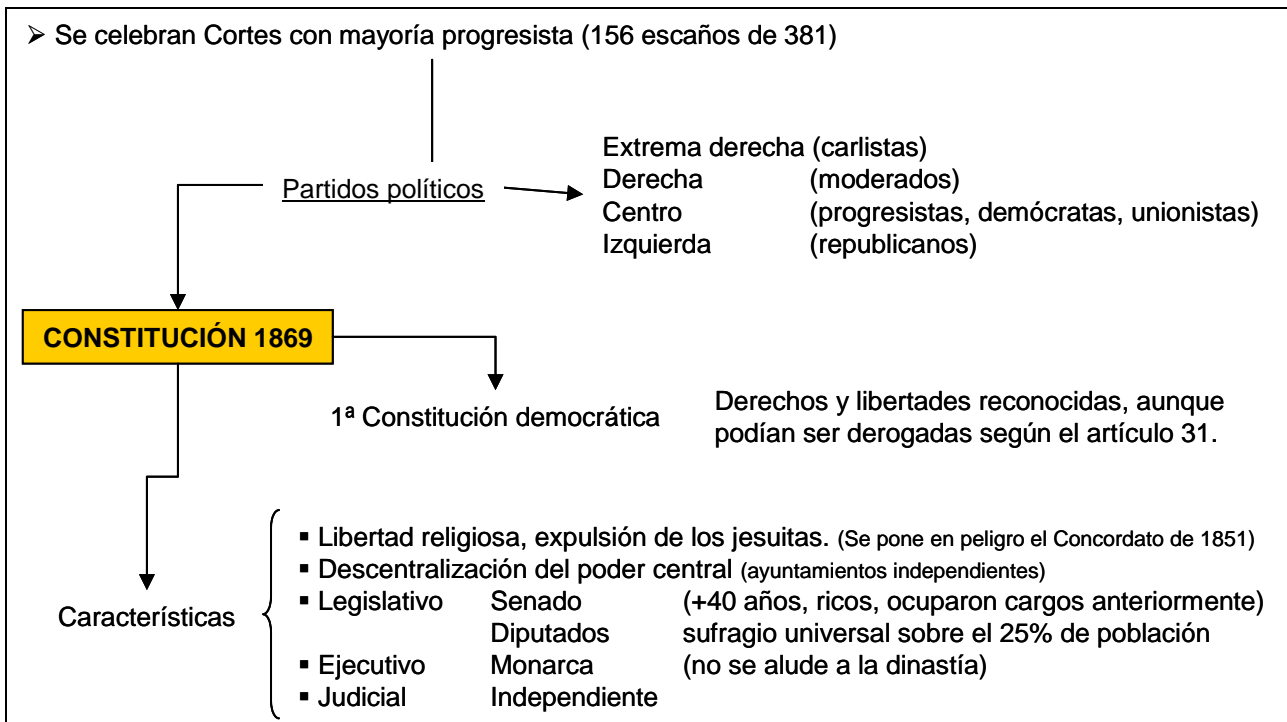 ➢ Se celebran Cortes con mayoría progresista (156 escaños de 381)
Partidos políticos
Extrema derecha (carlistas)
Derecha (moderados)
Centro (progresistas, demócratas, unionistas)
Izquierda (republicanos)
CONSTITUCIÓN 1869
1ª Constitución democrática
Derechos y libertades reconocidas, aunque
podían ser derogadas según el artículo 31.
Características
▪ Libertad religiosa, expulsión de los jesuitas. (Se pone en peligro el Concordato de 1851)
▪ Descentralización del poder central (ayuntamientos independientes)
▪ Legislativo Senado (+40 años, ricos, ocuparon cargos anteriormente)
Diputados sufragio universal sobre el 25% de población
▪ Ejecutivo Monarca (no se alude a la dinastía)
▪ Judicial Independiente